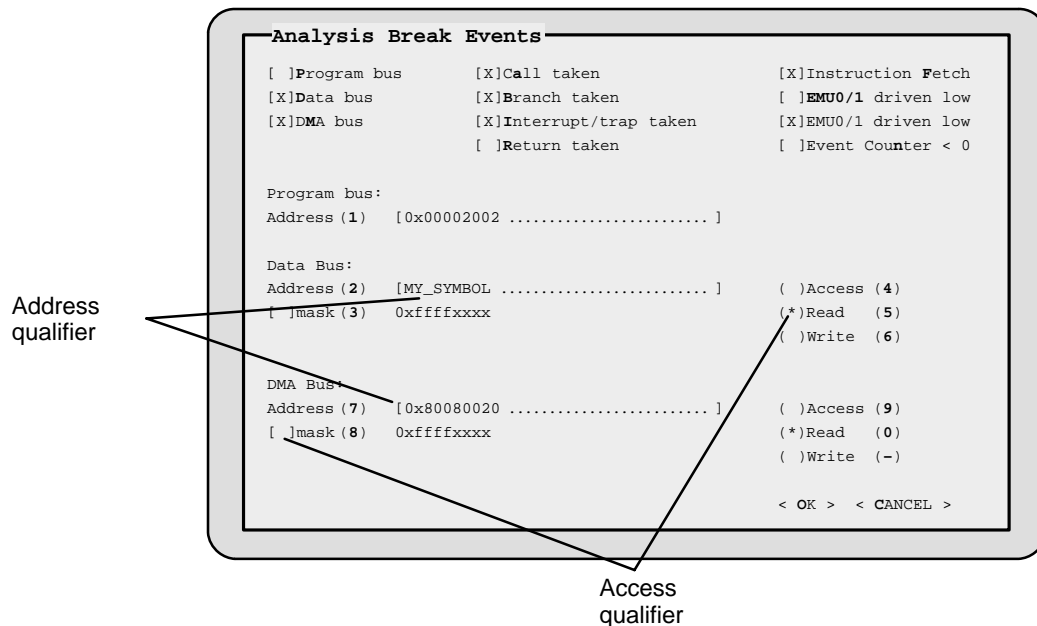 Analysis Break Events
[ ]Program bus [X]Call taken [X]Instruction Fetch
[X]Data bus [X]Branch taken [ ]EMU0/1 driven low
[X]DMA bus [X]Interrupt/trap taken [X]EMU0/1 driven low
[ ]Return taken [ ]Event Counter < 0
Program bus:
Address (1) [0x00002002 ......................... ]
Data Bus:
Address (2) [MY_SYMBOL .......................... ] ( )Access (4)
[ ]mask (3) 0xffffxxxx (*)Read (5)
( )Write (6)
DMA Bus:
Address (7) [0x80080020 ......................... ] ( )Access (9)
[ ]mask (8) 0xffffxxxx (*)Read (0)
( )Write (–)
< OK > < CANCEL >
Address
qualifier
Access
qualifier